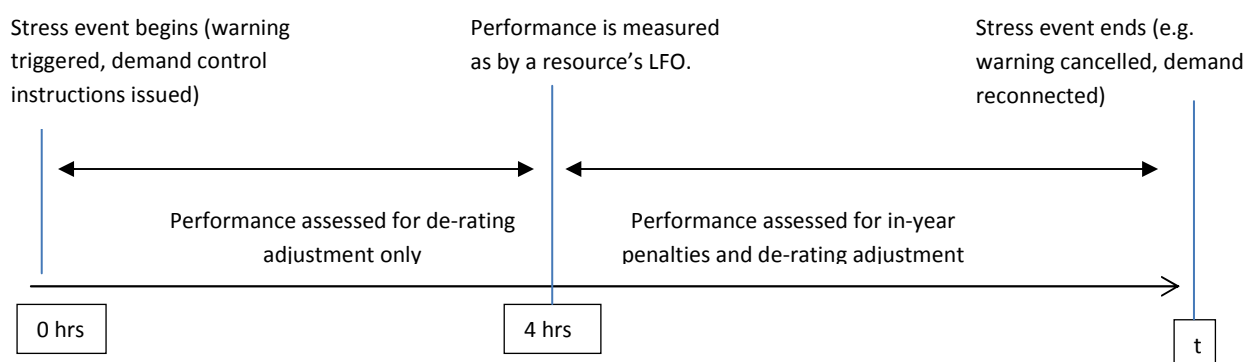 Stress event begins (warning
triggered, demand control
instructions issued)
Performance is measured
as by a resource's LFO.
Stress event ends (e.g.
warning cancelled, demand
reconnected)
Performance assessed for de-rating
adjustment only
Performance assessed for in-year
penalties and de-rating adjustment
0 hrs
4 hrs
t